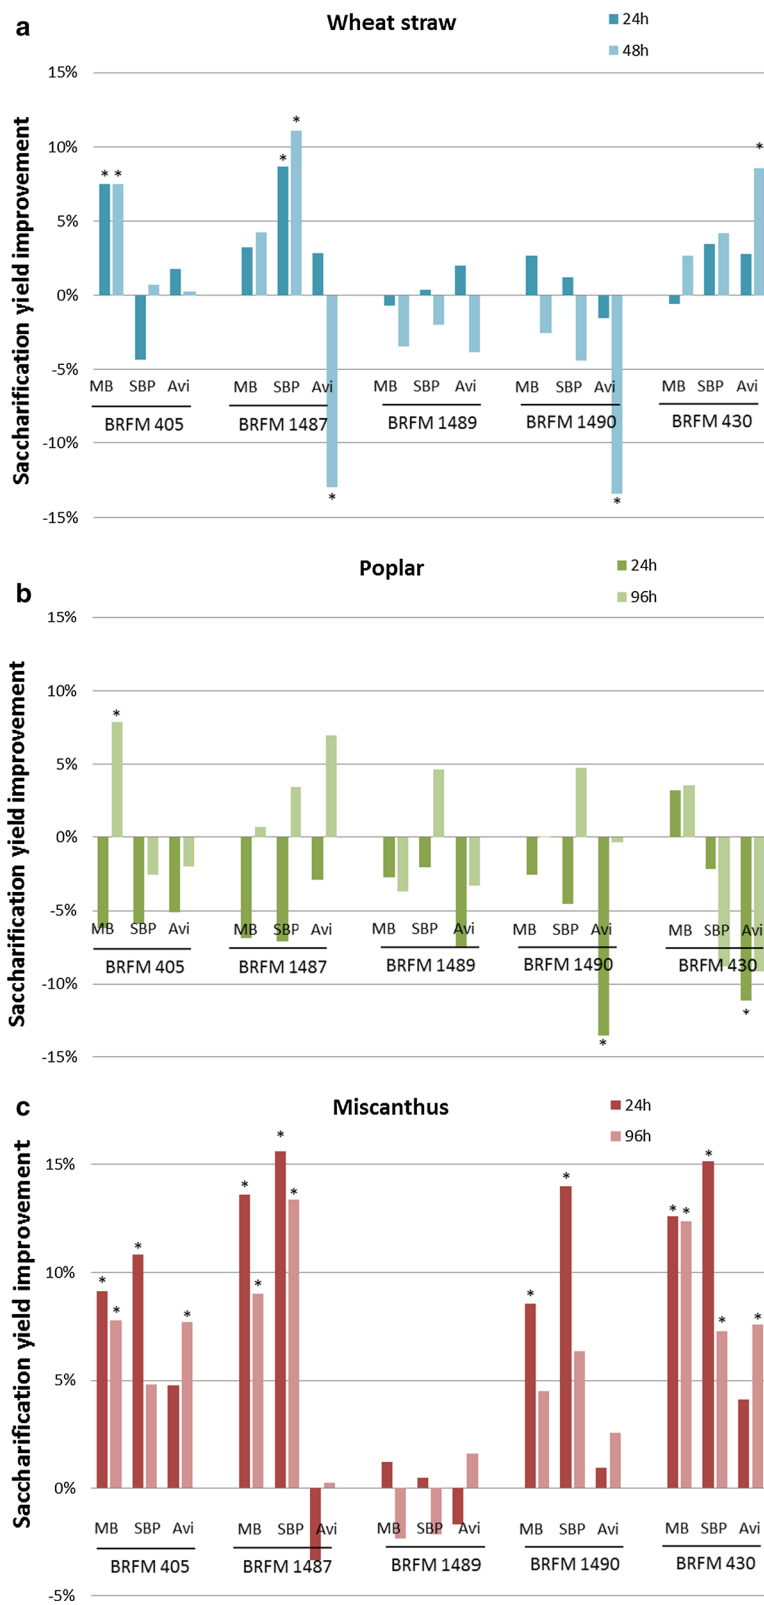 a
Wheat straw
24h
48h
Saccharification yield improvement
15%
10%
5%
0%
-5%
-10%
-15%
* * * * * * * *
MB SBP Avi MB SBP Avi MB SBP Avi MB SBP Avi MB SBP Avi
BRFM 405 BRFM 1487 BRFM 1489 BRFM 1490 BRFM 430
b
Poplar
24h
96h
Saccharification yield improvement
15%
10%
5%
0%
-5%
-10%
-15%
* * *
MB SBP Avi MB SBP Avi MB SBP Avi MB SBP Avi MB SBP Avi
BRFM 405 BRFM 1487 BRFM 1489 BRFM 1490 BRFM 430
c
Miscanthus
24h
96h
Saccharification yield improvement
15%
10%
5%
0%
-5%
* * * * * * * * * * * * * * *
MB SBP Avi MB SBP Avi MB SBP Avi MB SBP Avi MB SBP Avi
BRFM 405 BRFM 1487 BRFM 1489 BRFM 1490 BRFM 430